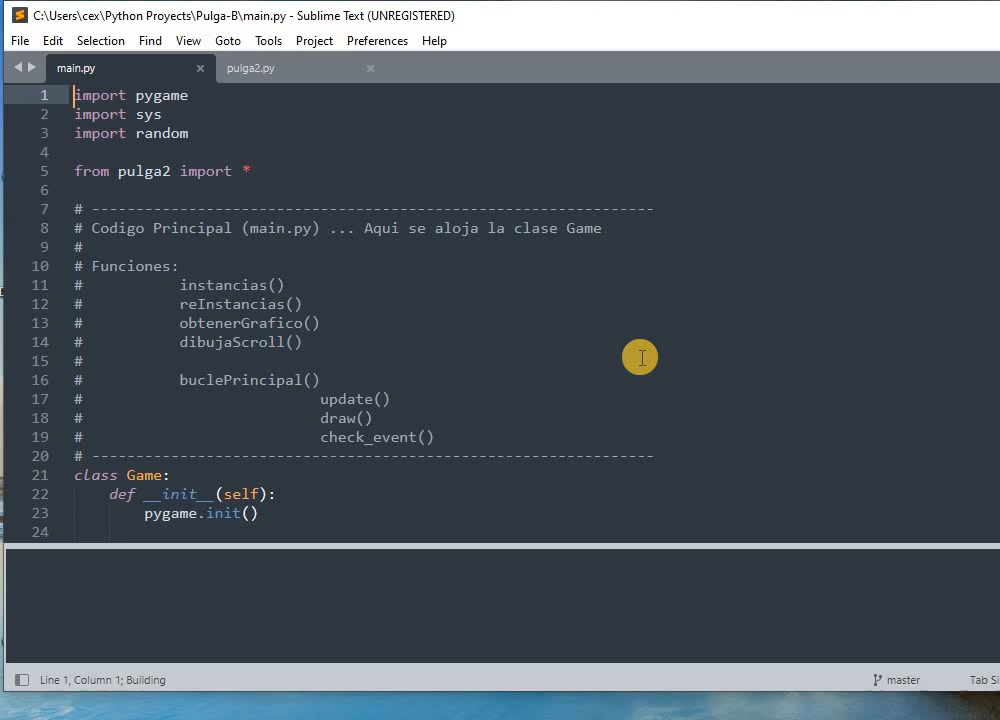 C:\Users\cex\Python Proyects\Pulga-B\main.py - Sublime Text (UNREGISTERED)
File Edit Selection Find View Goto Tools Project Preferences Help
main.py × pulga2.py ×
1 import pygame
2 import sys
3 import random
4
5 from pulga2 import *
6
7 # ----------------------------------------------------------------
8 # Codigo Principal (main.py) ... Aqui se aloja la clase Game
9 #
10 # Funciones:
11 # instancias()
12 # reInstancias()
13 # obtenerGrafico()
14 # dibujaScroll()
15 #
16 # buclePrincipal()
17 # update()
18 # draw()
19 # check_event()
20 # ----------------------------------------------------------------
21 class Game:
22 def __init__(self):
23 pygame.init()
24
Line 1, Column 1; Building master Tab Si